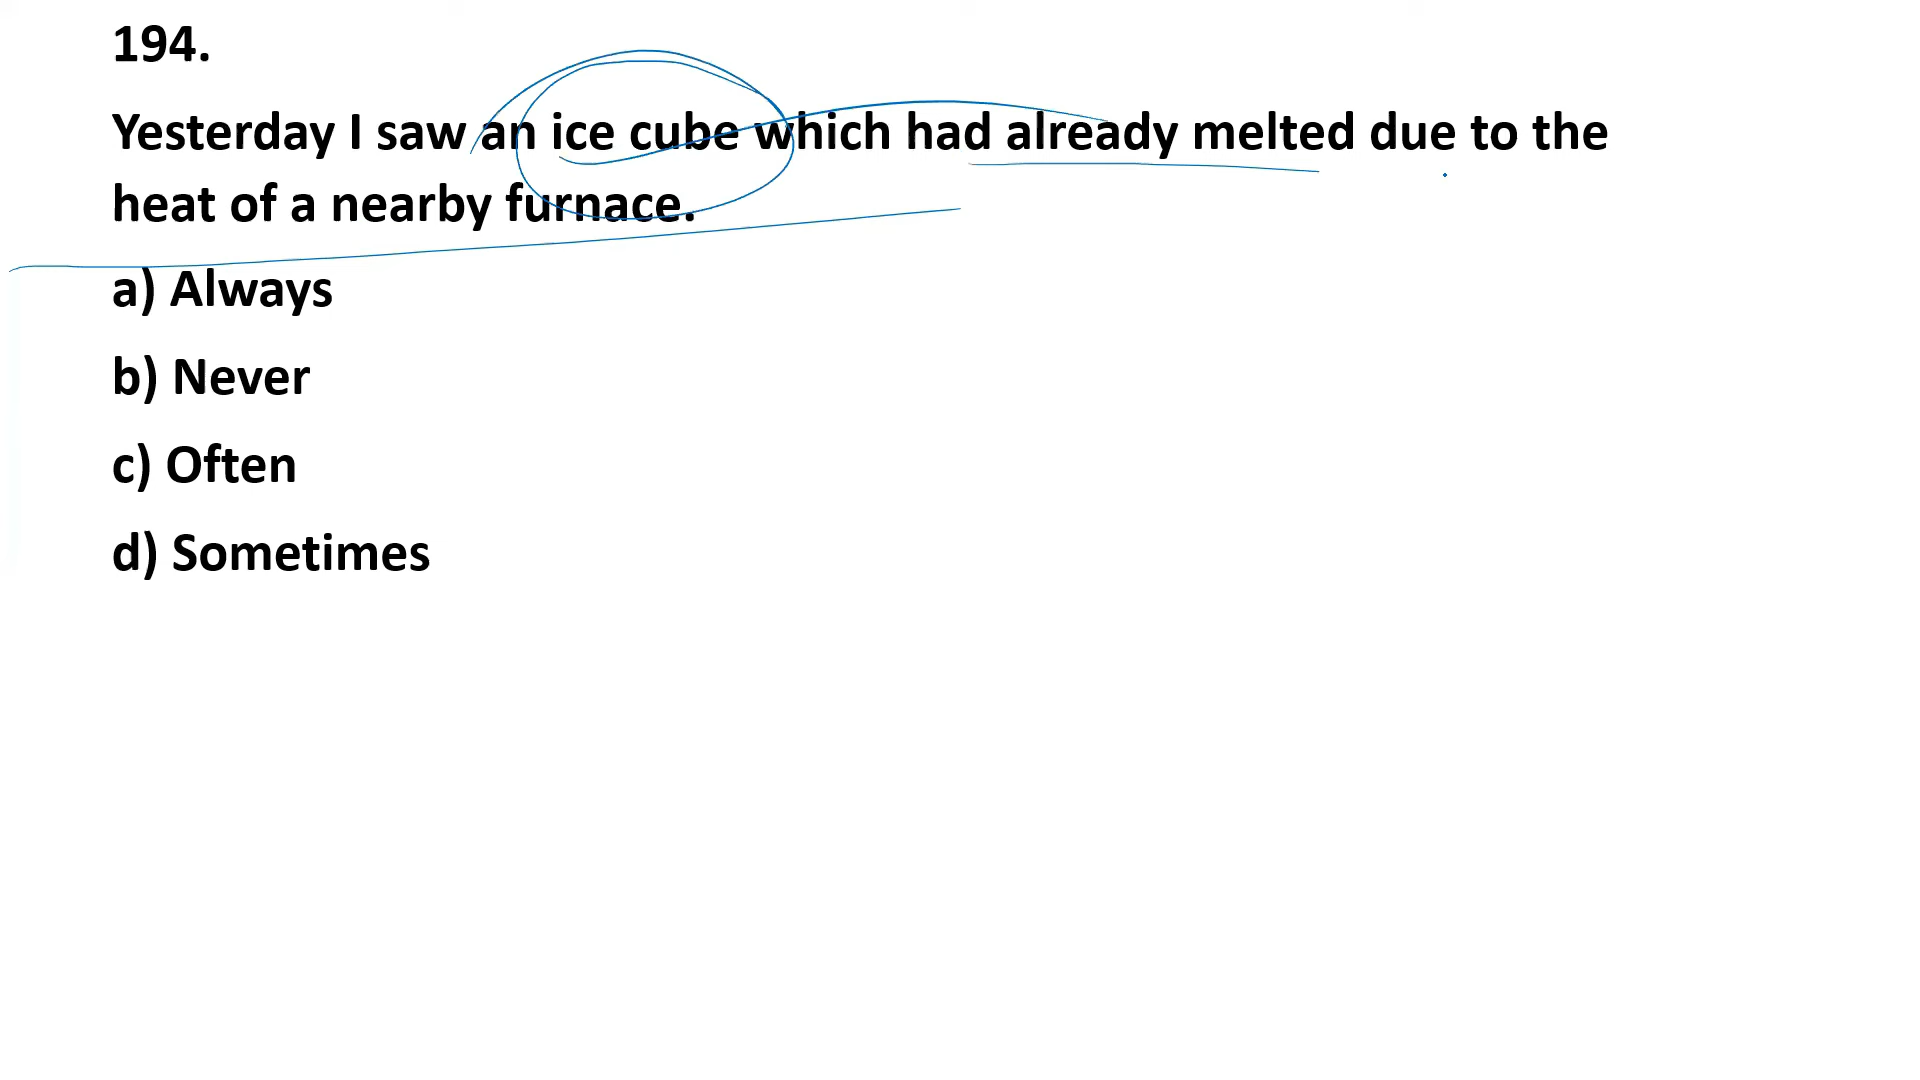 194.
Yesterday I saw an ice cube which had already melted due to the
heat of a nearby furnace.
a) Always
b) Never
c) Often
d) Sometimes